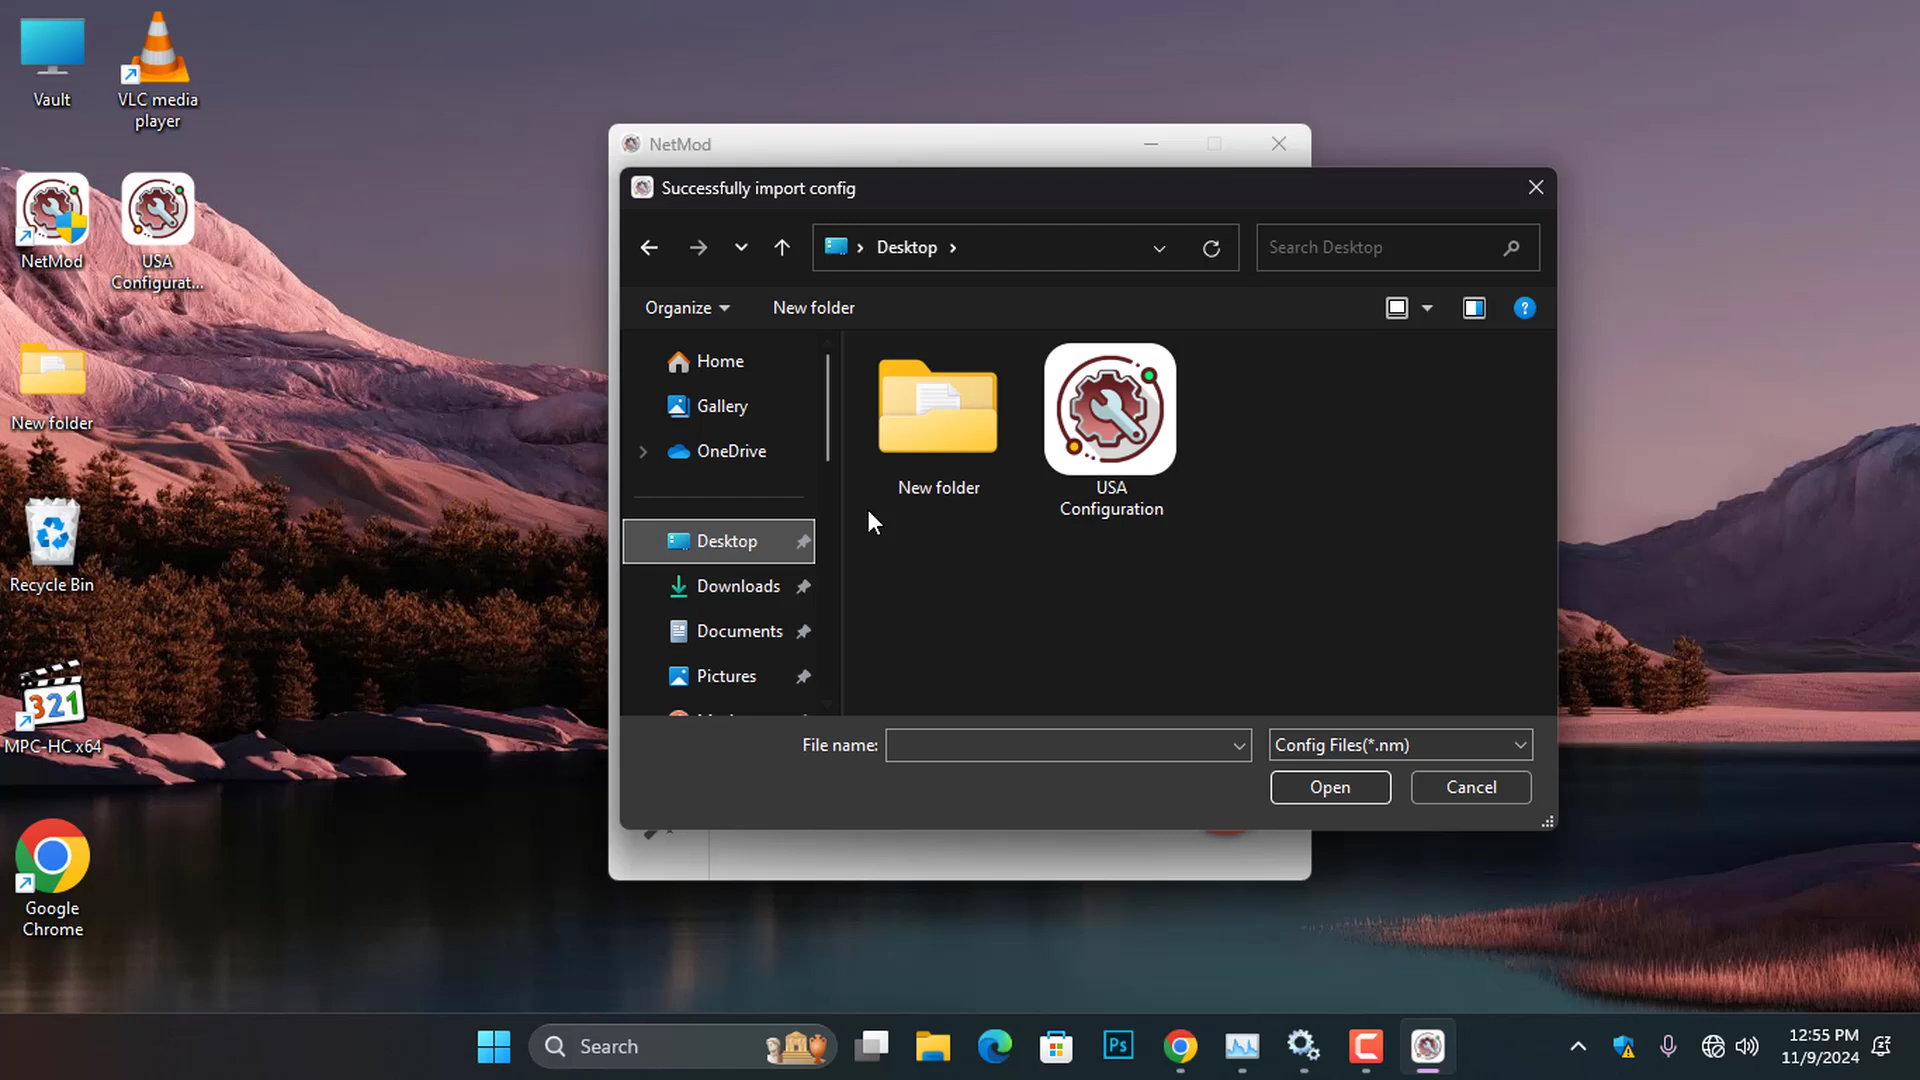 Vault
VLC media
player
NetMod
USA
Configurat...
New folder
Recycle Bin
321
MPC-HC x64
Google
Chrome
NetMod
Successfully import config
Desktop
Search Desktop
Organize
New folder
?
Home
Gallery
OneDrive
Desktop
Downloads
Documents
Pictures
New folder
USA
Configuration
File name:
Config Files(*.nm)
Open
Cancel
Search
Ps
12:55 PM
11/9/2024